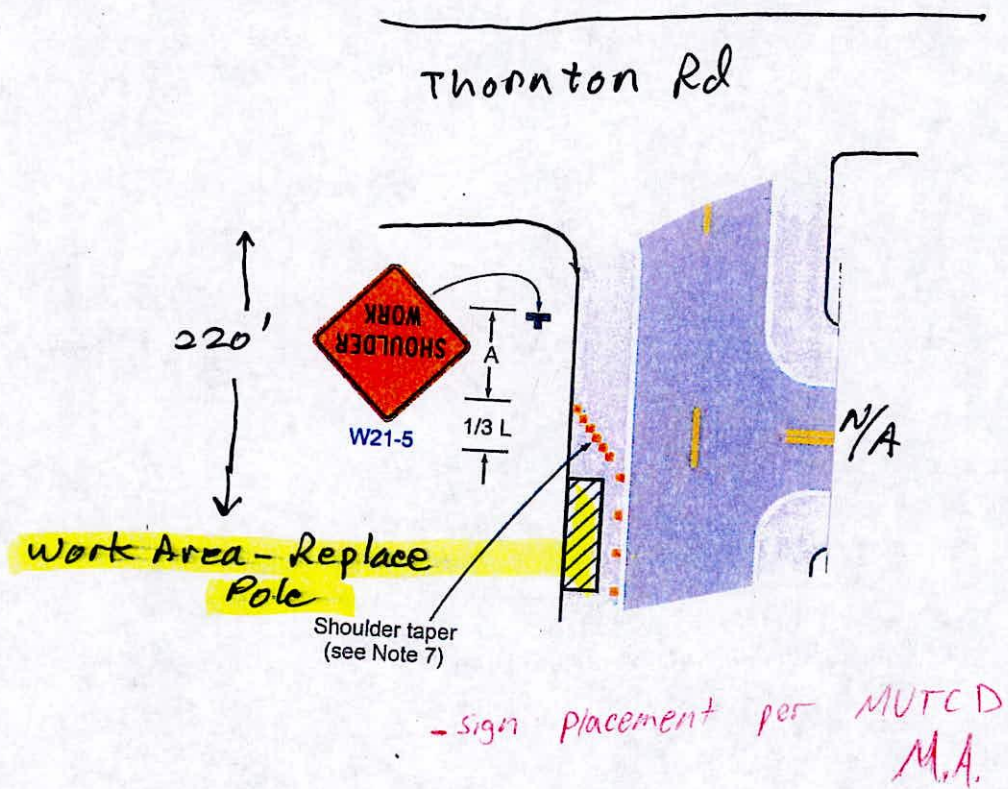 Thornton Rd
220'
SHOULDER
WORK
A
1/3 L
W21-5
N/A
Work Area - Replace
Pole
Shoulder taper
(see Note 7)
- sign placement per MUTCD
M.A.